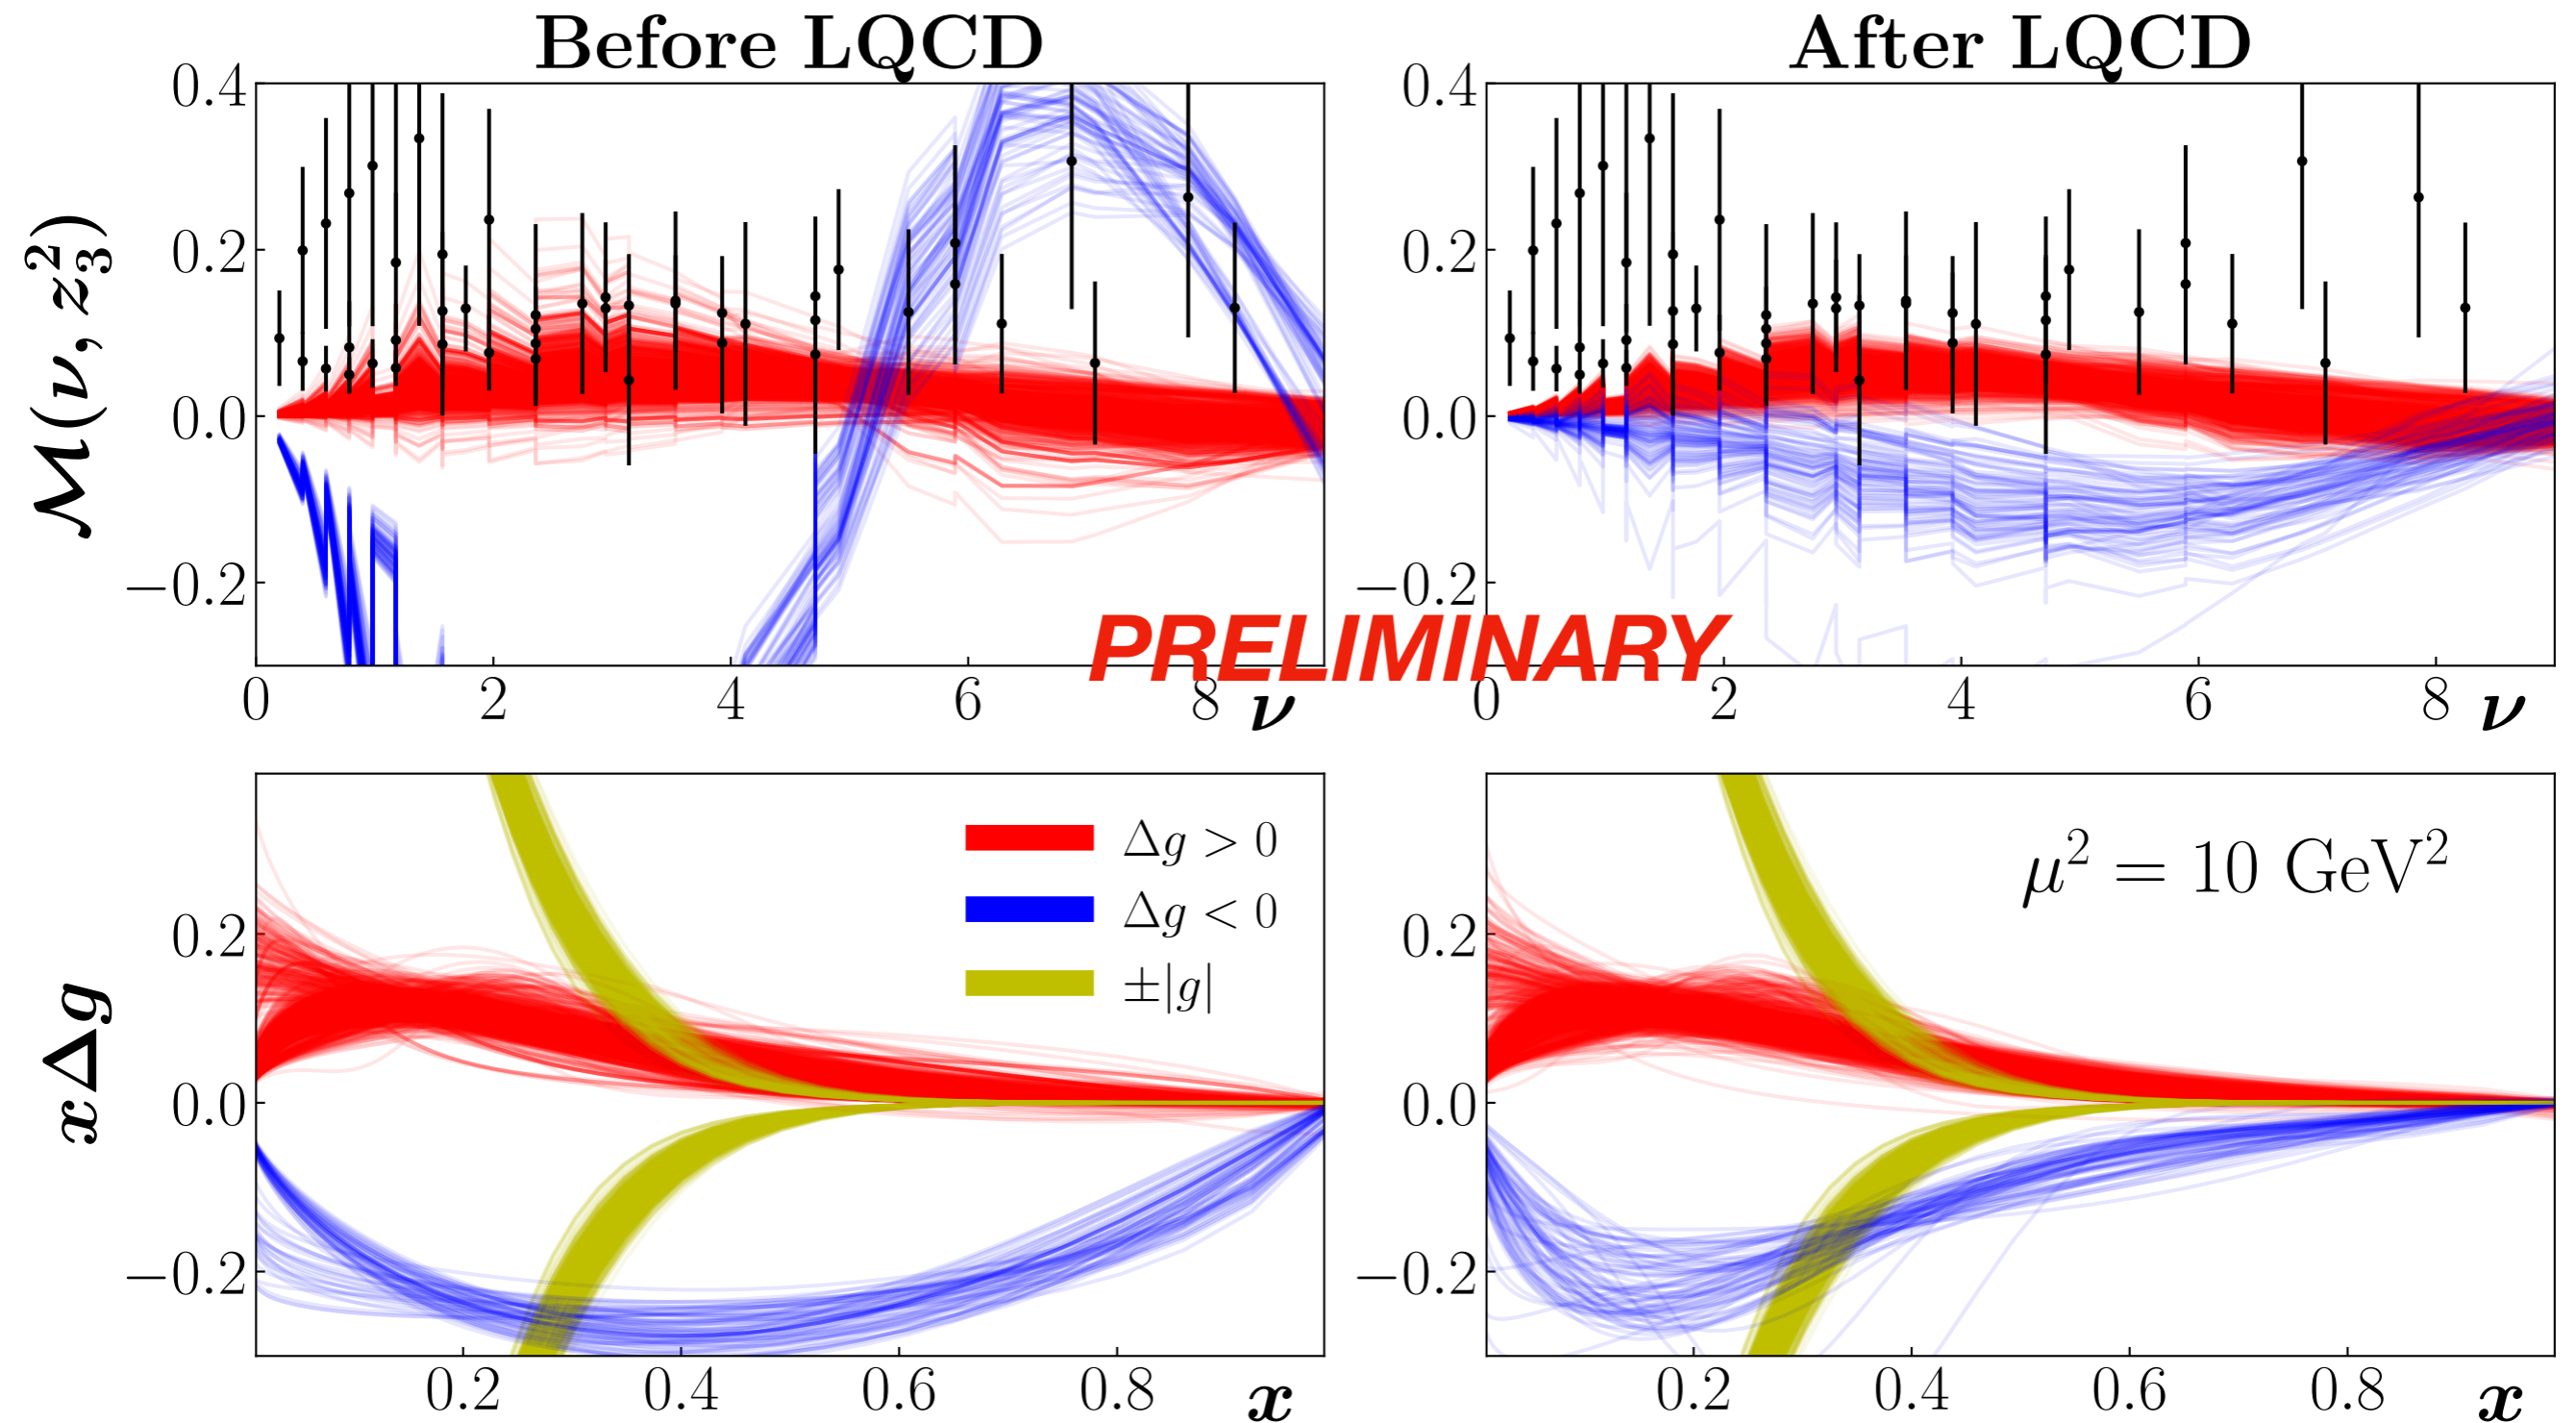 Before LQCD
After LQCD
𝓜(ν, z₃²)
0.4
0.2
0.0
−0.2
0 2 4 6 8 ν
0.4
0.2
0.0
−0.2
0 2 4 6 8 ν
PRELIMINARY
xΔg
0.2
0.0
−0.2
0.2 0.4 0.6 0.8 x
Δg > 0
Δg < 0
±|g|
0.2
0.0
−0.2
0.2 0.4 0.6 0.8 x
μ² = 10 GeV²